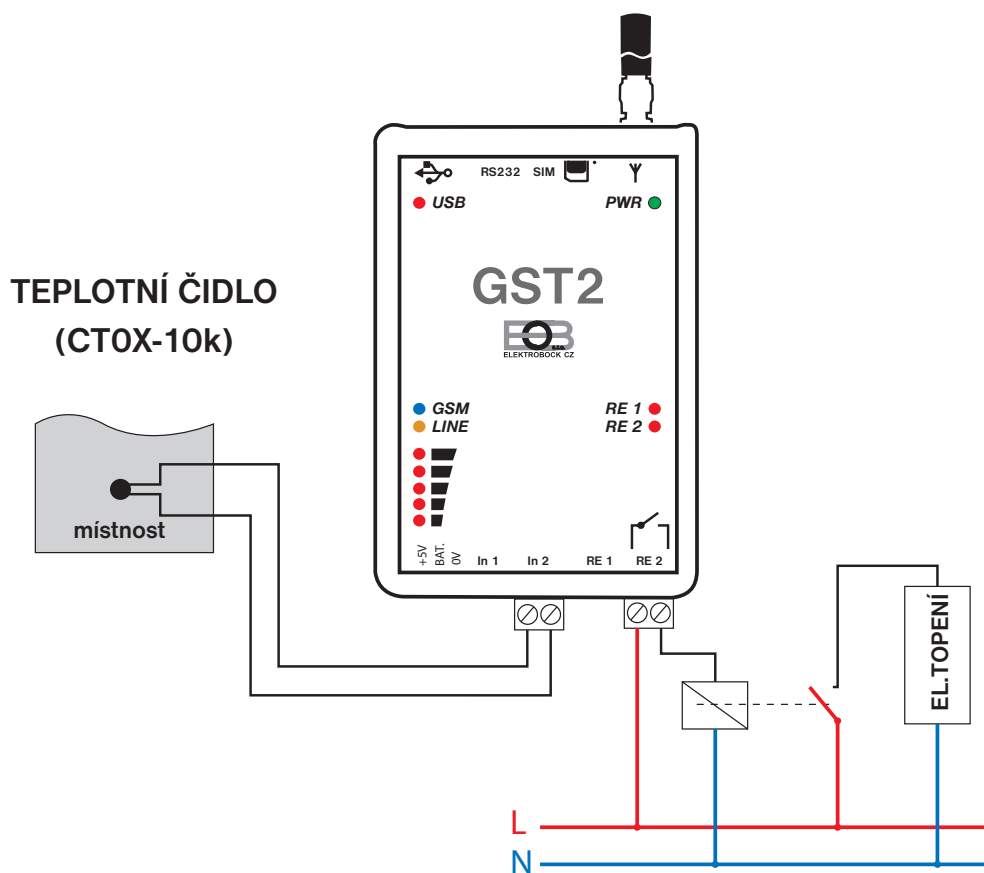 RS232 SIM
USB
PWR
TEPLOTNÍ ČIDLO
(CT0X-10k)
GST2
EOB s.r.o.
ELEKTROBOCK CZ
GSM
LINE
RE 1
RE 2
místnost
+5V
BAT.
0V
In 1
In 2
RE 1
RE 2
EL.TOPENÍ
L
N